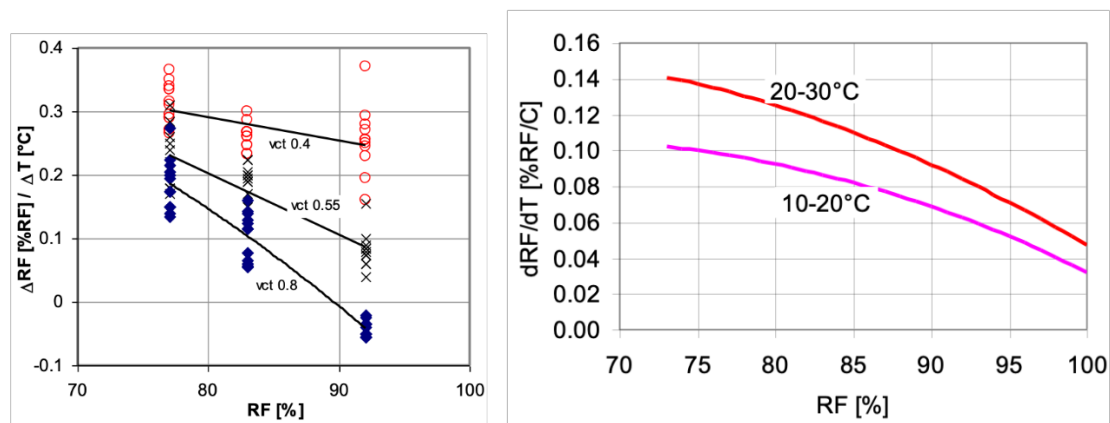 ΔRF [%RF] / ΔT [°C]
0.4
0.3
0.2
0.1
0
-0.1
vct 0.4
vct 0.55
vct 0.8
70 80 90 100
RF [%]
dRF/dT [%RF/C]
0.16
0.14
0.12
0.10
0.08
0.06
0.04
0.02
0.00
20-30°C
10-20°C
70 75 80 85 90 95 100
RF [%]